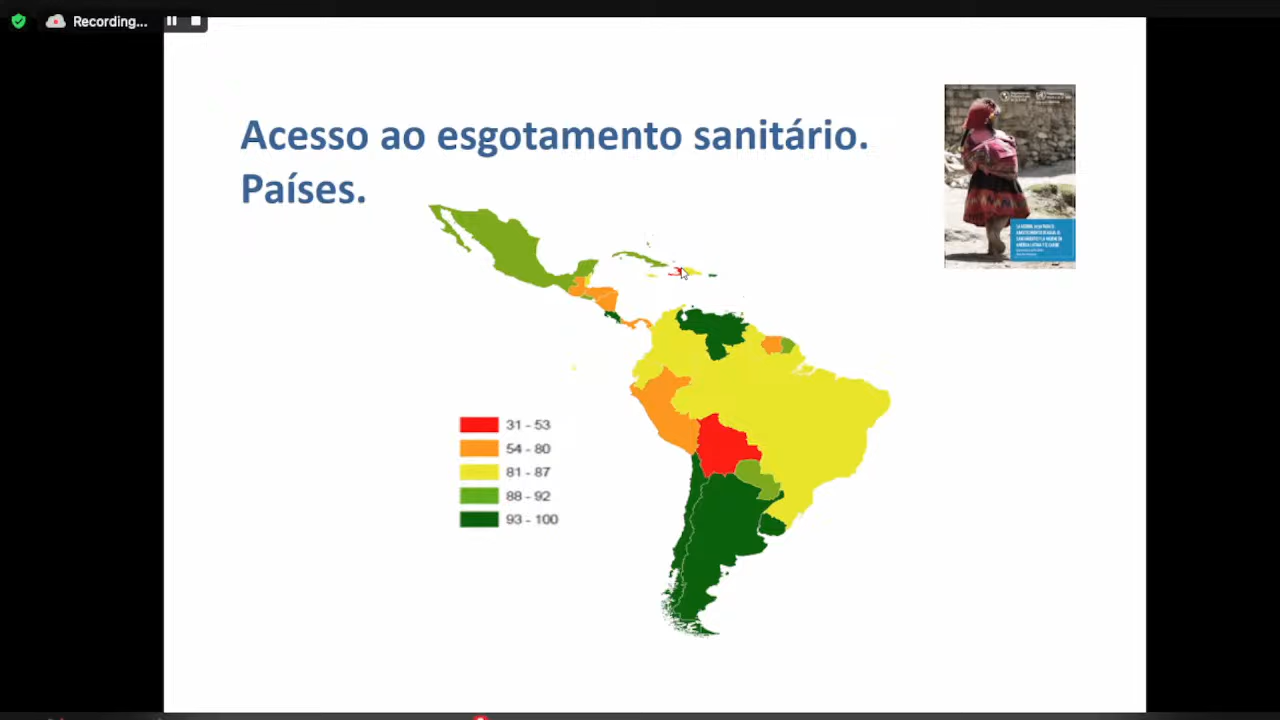 Recording...
Acesso ao esgotamento sanitário.
Países.
31 - 53
54 - 80
81 - 87
88 - 92
93 - 100